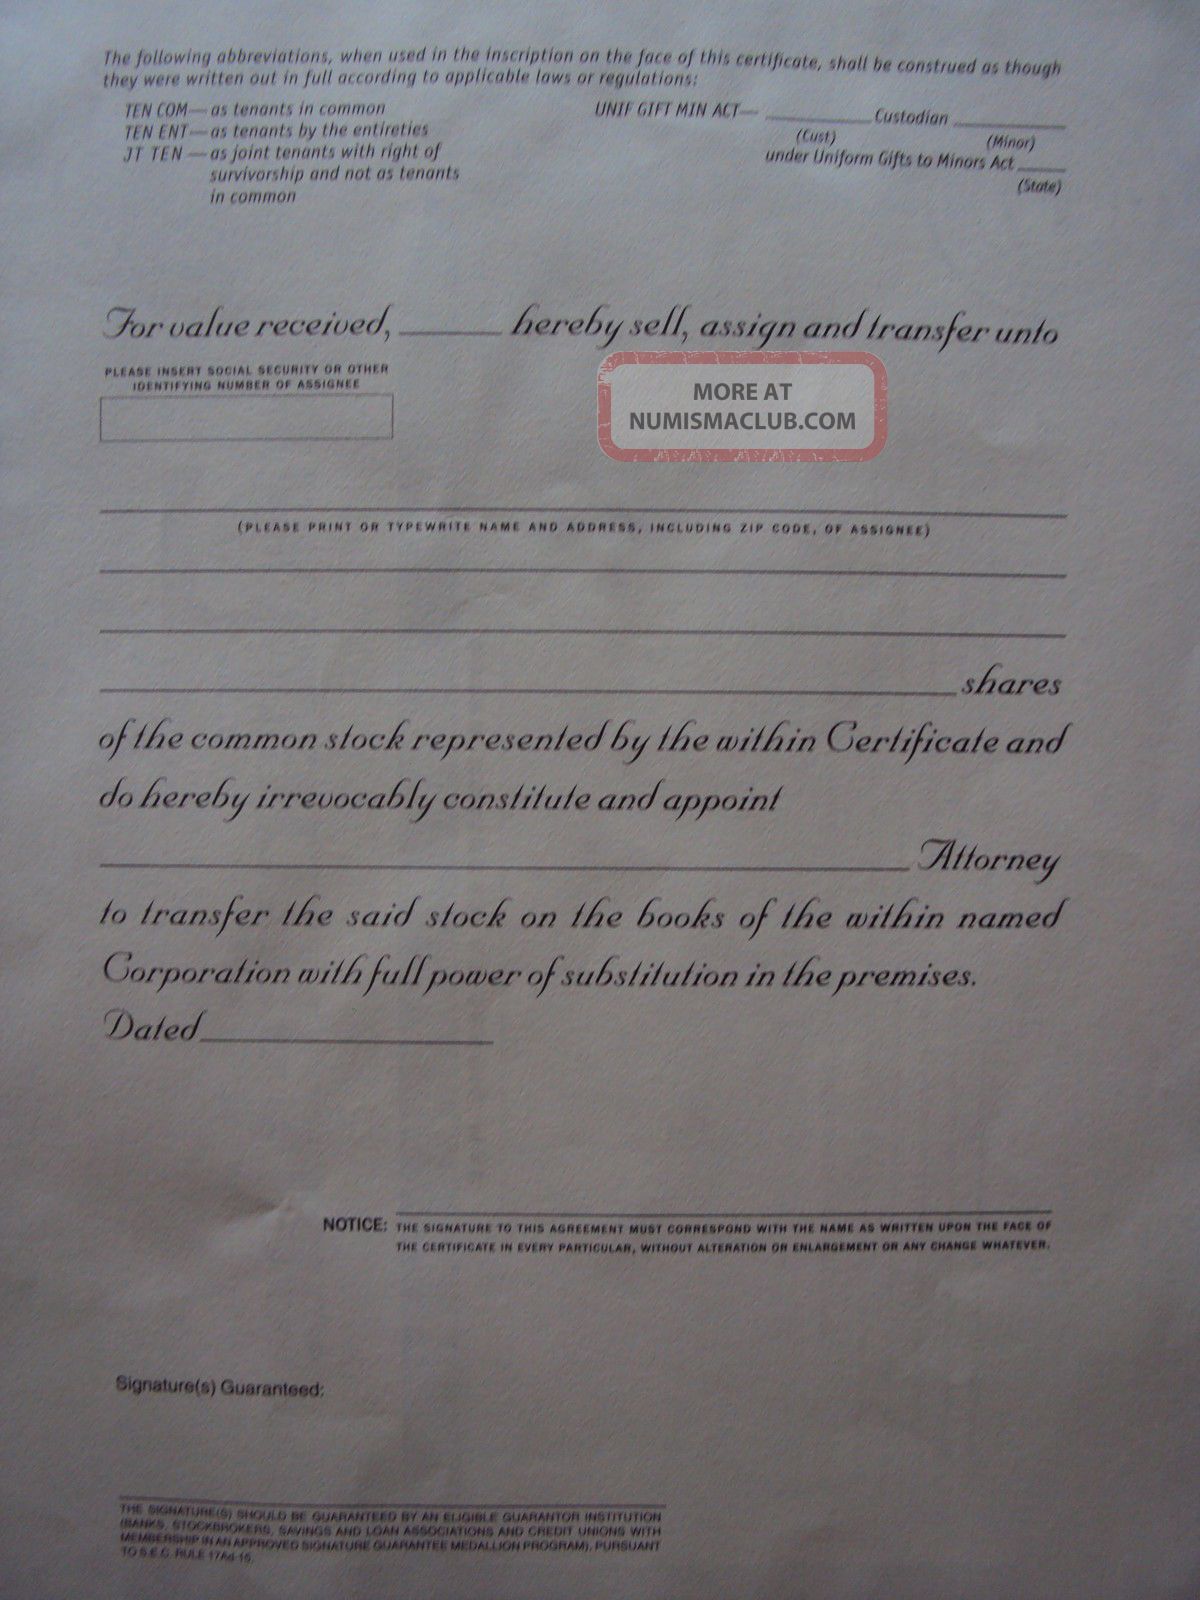 The following abbreviations, when used in the inscription on the face of this certificate, shall be construed as though
they were written out in full according to applicable laws or regulations:
TEN COM— as tenants in common
TEN ENT— as tenants by the entireties
JT TEN — as joint tenants with right of
survivorship and not as tenants
in common
UNIF GIFT MIN ACT— __________ Custodian __________
(Cust) (Minor)
under Uniform Gifts to Minors Act _____
(State)
For value received, ________ hereby sell, assign and transfer unto
PLEASE INSERT SOCIAL SECURITY OR OTHER
IDENTIFYING NUMBER OF ASSIGNEE
MORE AT
NUMISMACLUB.COM
(PLEASE PRINT OR TYPEWRITE NAME AND ADDRESS, INCLUDING ZIP CODE, OF ASSIGNEE)
shares
of the common stock represented by the within Certificate and
do hereby irrevocably constitute and appoint
Attorney
to transfer the said stock on the books of the within named
Corporation with full power of substitution in the premises.
Dated
NOTICE: THE SIGNATURE TO THIS AGREEMENT MUST CORRESPOND WITH THE NAME AS WRITTEN UPON THE FACE OF
THE CERTIFICATE IN EVERY PARTICULAR, WITHOUT ALTERATION OR ENLARGEMENT OR ANY CHANGE WHATEVER.
Signature(s) Guaranteed:
THE SIGNATURE(S) SHOULD BE GUARANTEED BY AN ELIGIBLE GUARANTOR INSTITUTION
(BANKS, STOCKBROKERS, SAVINGS AND LOAN ASSOCIATIONS AND CREDIT UNIONS WITH
MEMBERSHIP IN AN APPROVED SIGNATURE GUARANTEE MEDALLION PROGRAM), PURSUANT
TO S.E.C. RULE 17Ad-15.